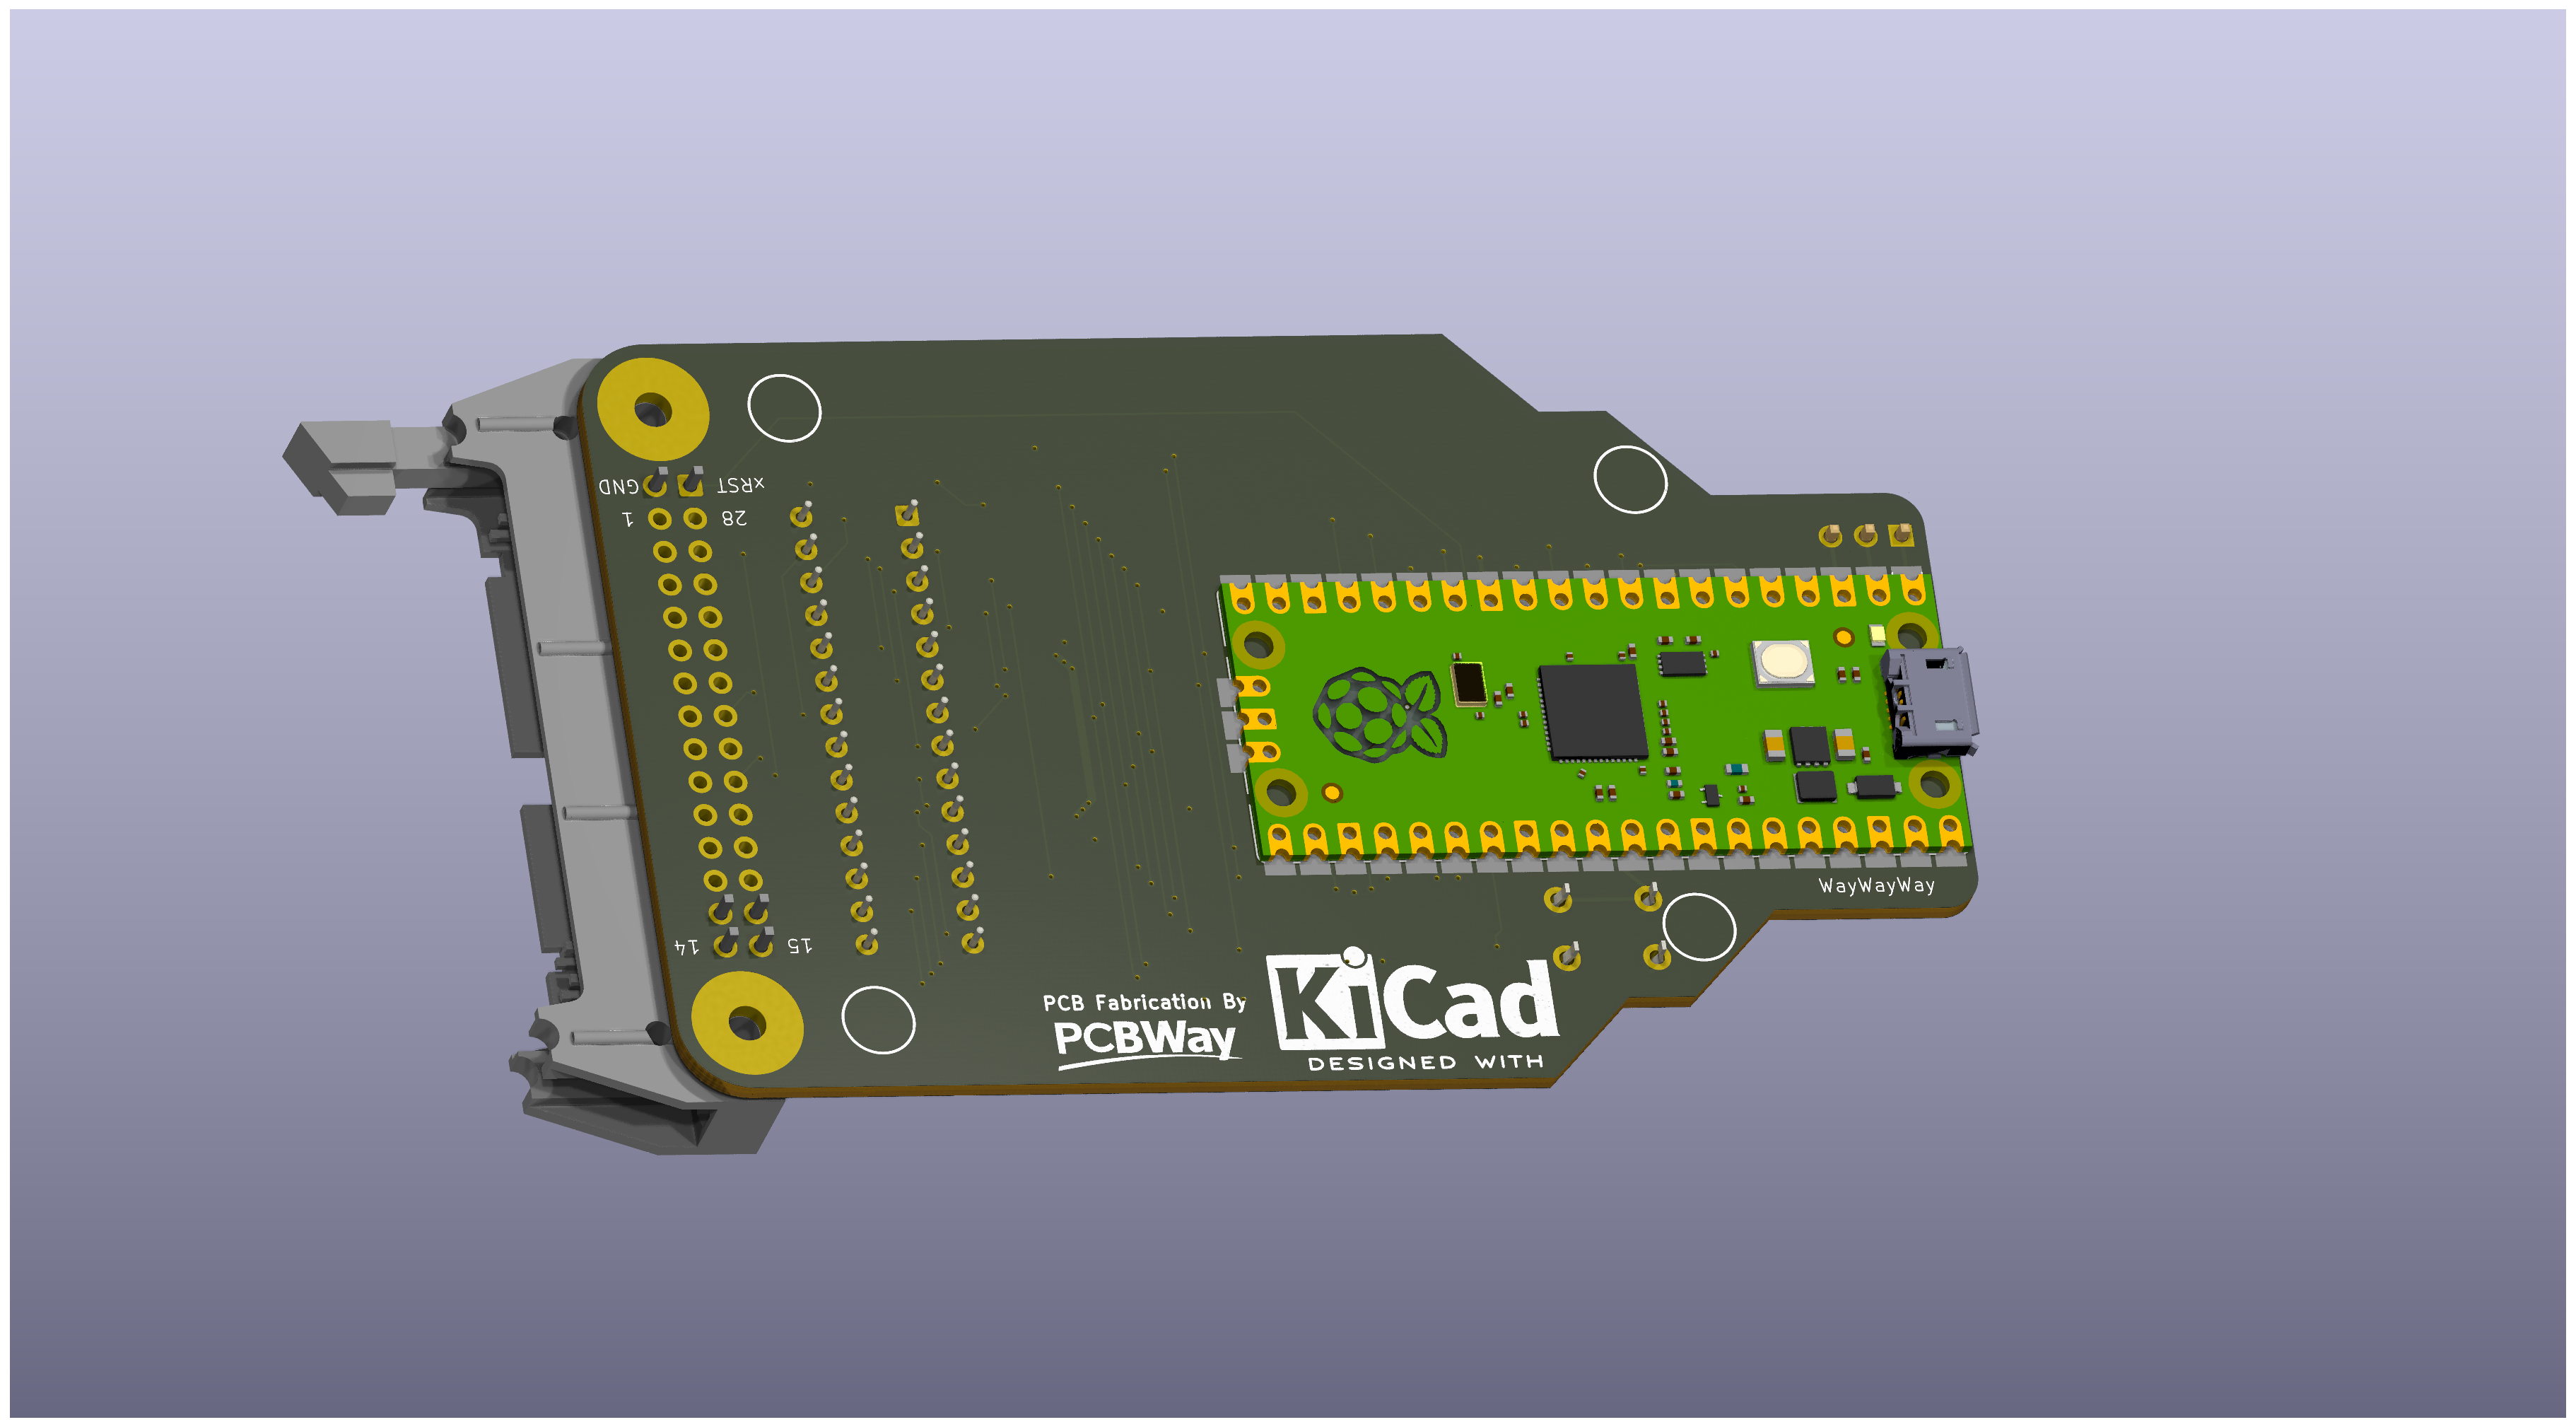 GND xRST
1 28
14 15
WayWayWay
PCB Fabrication By
PCBWay
KiCad
DESIGNED WITH